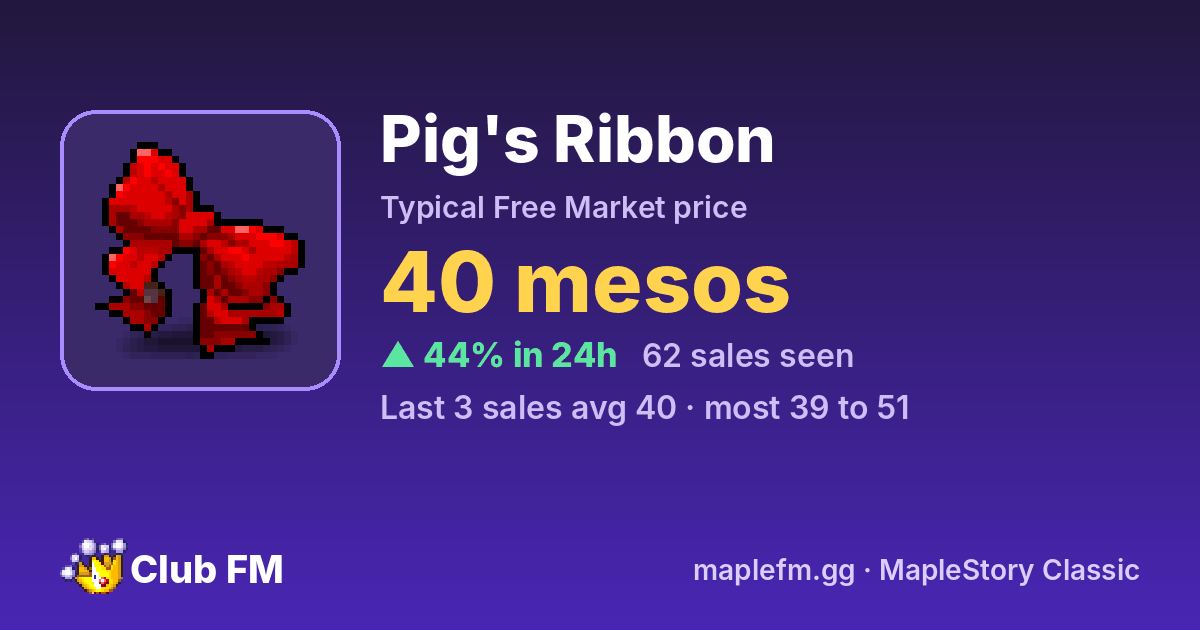 Pig's Ribbon
Typical Free Market price
40 mesos
▲ 44% in 24h 62 sales seen
Last 3 sales avg 40 · most 39 to 51
Club FM
maplefm.gg · MapleStory Classic